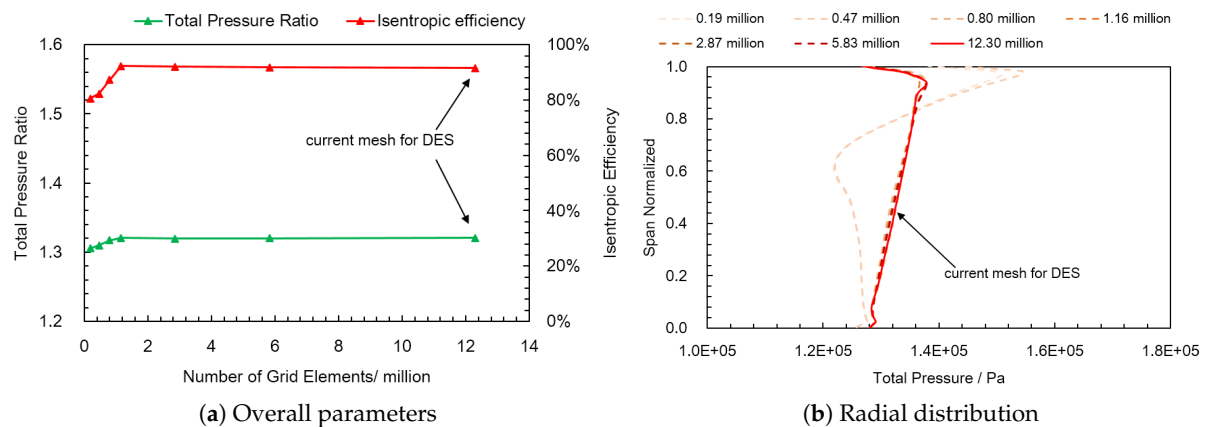 Total Pressure Ratio Isentropic efficiency
1.6
1.5
1.4
1.3
1.2
100%
80%
60%
40%
20%
0%
0 2 4 6 8 10 12 14
Total Pressure Ratio
Isentropic Efficiency
current mesh for DES
Number of Grid Elements/ million
(a) Overall parameters
0.19 million 0.47 million 0.80 million 1.16 million
2.87 million 5.83 million 12.30 million
1.0
0.8
0.6
0.4
0.2
0.0
Span Normalized
current mesh for DES
1.0E+05 1.2E+05 1.4E+05 1.6E+05 1.8E+05
Total Pressure / Pa
(b) Radial distribution